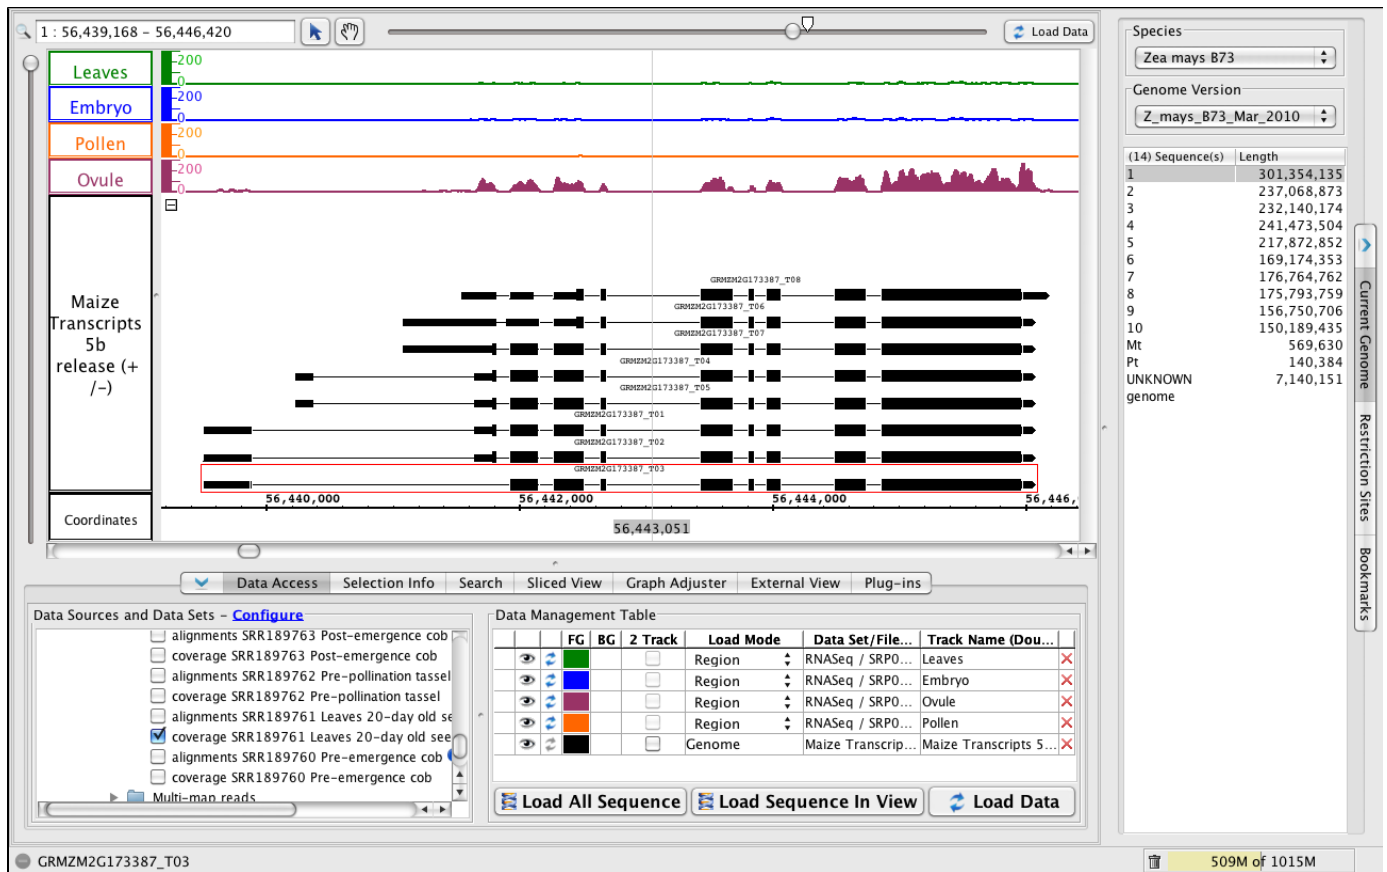 1 : 56,439,168 - 56,446,420
Load Data
Leaves
200
0
Embryo
200
0
Pollen
200
0
Ovule
200
0
Maize
Transcripts
5b
release (+
/-)
GRMZM2G173387_T08
GRMZM2G173387_T06
GRMZM2G173387_T07
GRMZM2G173387_T04
GRMZM2G173387_T05
GRMZM2G173387_T01
GRMZM2G173387_T02
GRMZM2G173387_T03
Coordinates
56,440,000 56,442,000 56,444,000 56,446,
56,443,051
Species
Zea mays B73
Genome Version
Z_mays_B73_Mar_2010
(14) Sequence(s) Length
1 301,354,135
2 237,068,873
3 232,140,174
4 241,473,504
5 217,872,852
6 169,174,353
7 176,764,762
8 175,793,759
9 156,750,706
10 150,189,435
Mt 569,630
Pt 140,384
UNKNOWN 7,140,151
genome
Current Genome
Restriction Sites
Bookmarks
Data Access Selection Info Search Sliced View Graph Adjuster External View Plug-ins
Data Sources and Data Sets - Configure
alignments SRR189763 Post-emergence cob
coverage SRR189763 Post-emergence cob
alignments SRR189762 Pre-pollination tassel
coverage SRR189762 Pre-pollination tassel
alignments SRR189761 Leaves 20-day old se
coverage SRR189761 Leaves 20-day old see
alignments SRR189760 Pre-emergence cob
coverage SRR189760 Pre-emergence cob
Multi-map reads
Data Management Table
FG BG 2 Track Load Mode Data Set/File... Track Name (Dou...
Region RNASeq / SRP0... Leaves
Region RNASeq / SRP0... Embryo
Region RNASeq / SRP0... Ovule
Region RNASeq / SRP0... Pollen
Genome Maize Transcrip... Maize Transcripts 5...
Load All Sequence Load Sequence In View Load Data
GRMZM2G173387_T03
509M of 1015M